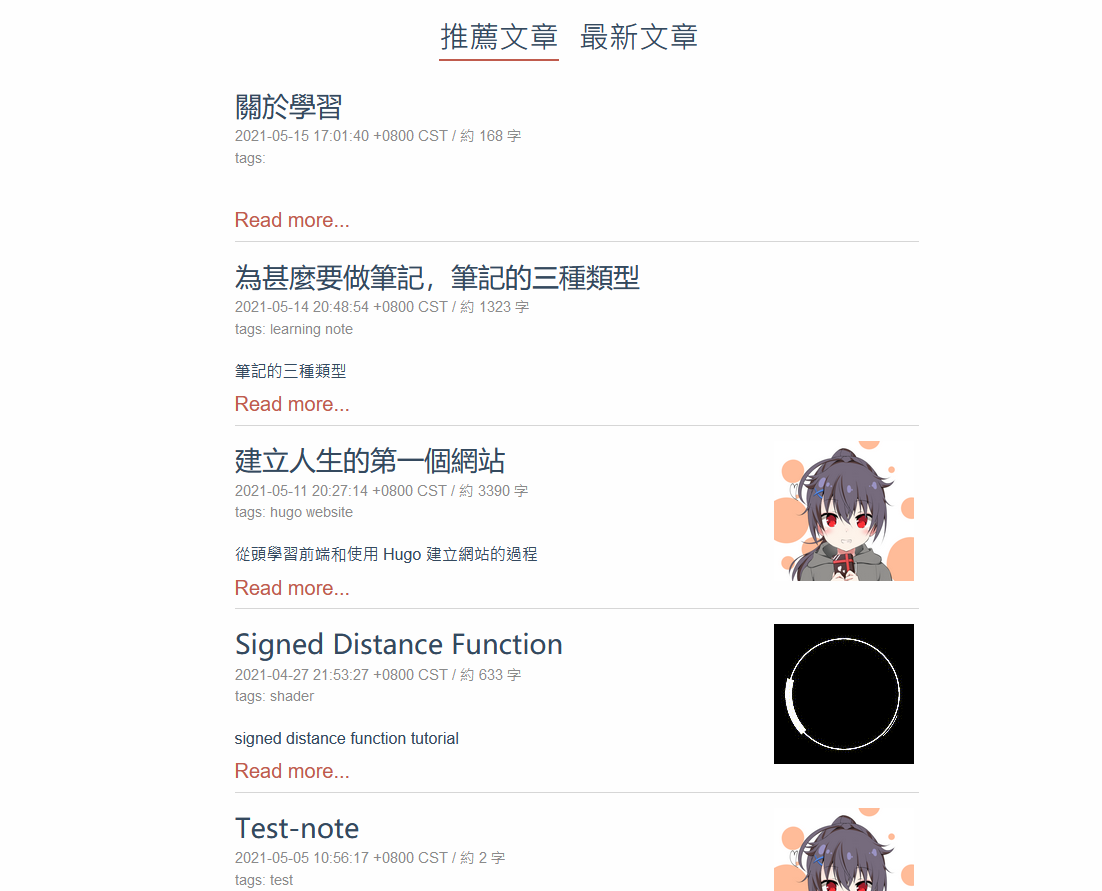 推薦文章 最新文章
關於學習
2021-05-15 17:01:40 +0800 CST / 約 168 字
tags:
Read more...
為甚麼要做筆記，筆記的三種類型
2021-05-14 20:48:54 +0800 CST / 約 1323 字
tags: learning note
筆記的三種類型
Read more...
建立人生的第一個網站
2021-05-11 20:27:14 +0800 CST / 約 3390 字
tags: hugo website
從頭學習前端和使用 Hugo 建立網站的過程
Read more...
Signed Distance Function
2021-04-27 21:53:27 +0800 CST / 約 633 字
tags: shader
signed distance function tutorial
Read more...
Test-note
2021-05-05 10:56:17 +0800 CST / 約 2 字
tags: test